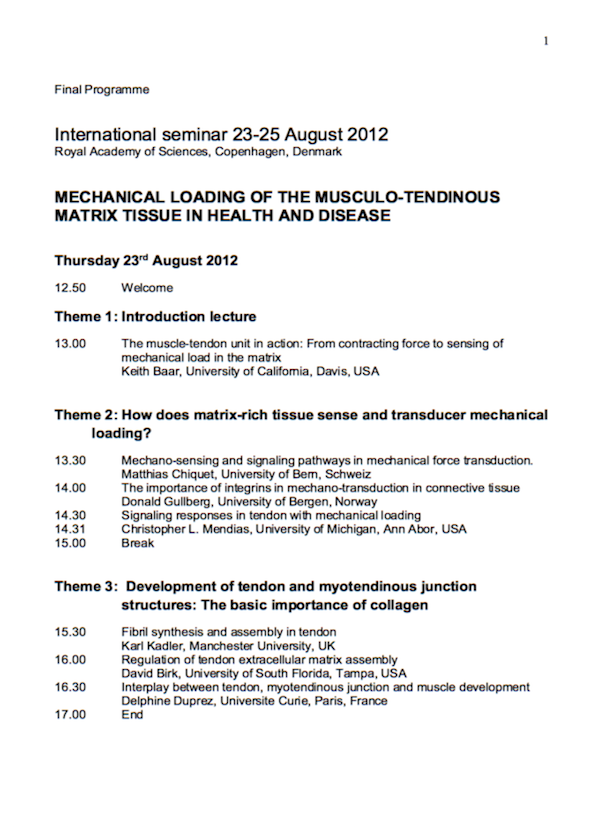 1
Final Programme
International seminar 23-25 August 2012
Royal Academy of Sciences, Copenhagen, Denmark
MECHANICAL LOADING OF THE MUSCULO-TENDINOUS
MATRIX TISSUE IN HEALTH AND DISEASE
Thursday 23rd August 2012
12.50 Welcome
Theme 1: Introduction lecture
13.00 The muscle-tendon unit in action: From contracting force to sensing of
mechanical load in the matrix
Keith Baar, University of California, Davis, USA
Theme 2: How does matrix-rich tissue sense and transducer mechanical
loading?
13.30 Mechano-sensing and signaling pathways in mechanical force transduction.
Matthias Chiquet, University of Bern, Schweiz
14.00 The importance of integrins in mechano-transduction in connective tissue
Donald Gullberg, University of Bergen, Norway
14.30 Signaling responses in tendon with mechanical loading
14.31 Christopher L. Mendias, University of Michigan, Ann Abor, USA
15.00 Break
Theme 3: Development of tendon and myotendinous junction
structures: The basic importance of collagen
15.30 Fibril synthesis and assembly in tendon
Karl Kadler, Manchester University, UK
16.00 Regulation of tendon extracellular matrix assembly
David Birk, University of South Florida, Tampa, USA
16.30 Interplay between tendon, myotendinous junction and muscle development
Delphine Duprez, Universite Curie, Paris, France
17.00 End